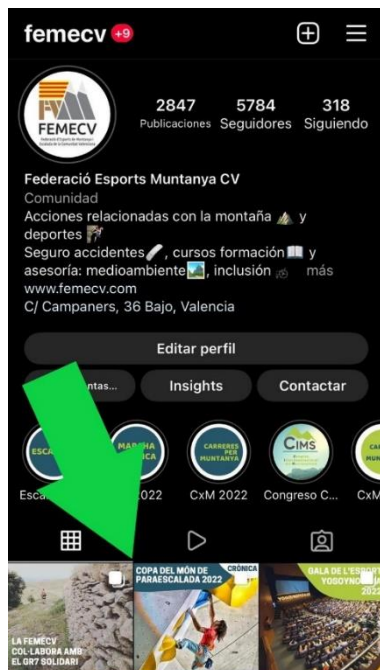 femecv +9
FEMECV
2847 5784 318
Publicaciones Seguidores Siguiendo
Federació Esports Muntanya CV
Comunidad
Acciones relacionadas con la montaña ⛰️ y
deportes 🧗
Seguro accidentes🩹, cursos formación📖 y
asesoría: medioambiente🏞️, inclusión 👩‍🦽 más
www.femecv.com
C/ Campaners, 36 Bajo, Valencia
Editar perfil
Insights
Contactar
CARRERES
PER
MUNTANYA
CIMS
CxM 2022
Congreso C...
CxM
LA FEMECV
COL·LABORA AMB
EL GR7 SOLIDARI
COPA DEL MÓN DE
PARAESCALADA 2022
CRÒNICA
GALA DE L'ESPORT
YOSOYNO
2022